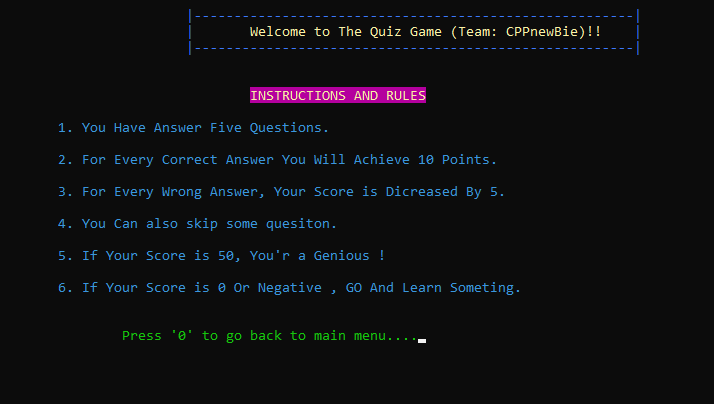 |-------------------------------------------------------|
| Welcome to The Quiz Game (Team: CPPnewBie)!! |
|-------------------------------------------------------|
INSTRUCTIONS AND RULES
1. You Have Answer Five Questions.
2. For Every Correct Answer You Will Achieve 10 Points.
3. For Every Wrong Answer, Your Score is Dicreased By 5.
4. You Can also skip some quesiton.
5. If Your Score is 50, You'r a Genious !
6. If Your Score is 0 Or Negative , GO And Learn Someting.
Press '0' to go back to main menu....